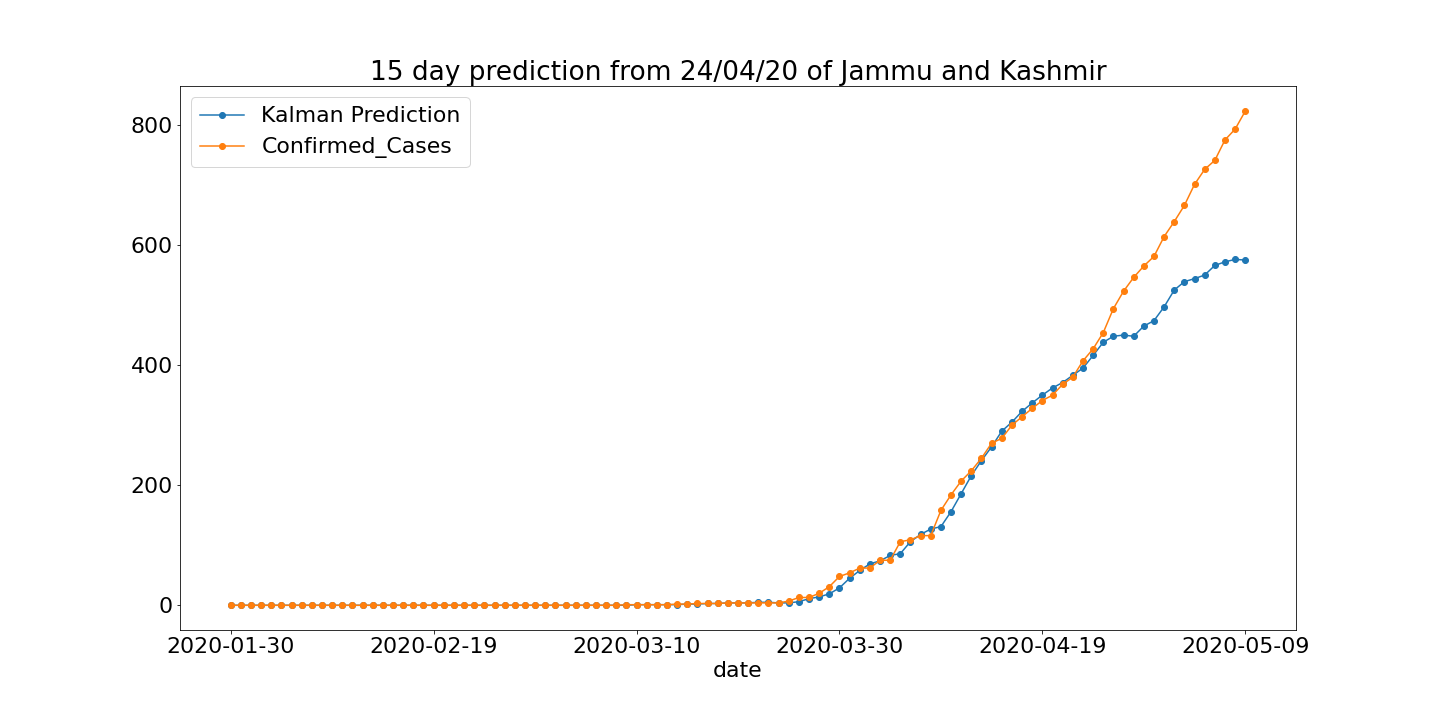 15 day prediction from 24/04/20 of Jammu and Kashmir
Kalman Prediction
Confirmed_Cases
800
600
400
200
0
2020-01-30 2020-02-19 2020-03-10 2020-03-30 2020-04-19 2020-05-09
date